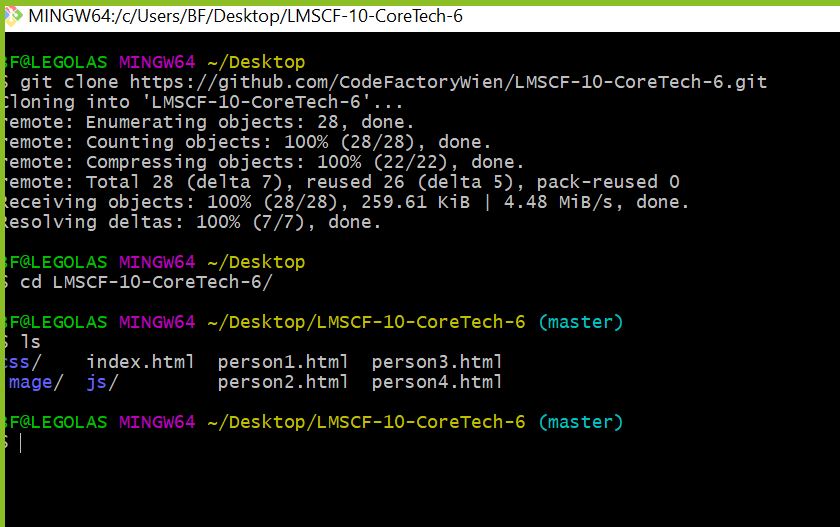 MINGW64:/c/Users/BF/Desktop/LMSCF-10-CoreTech-6
BF@LEGOLAS MINGW64 ~/Desktop
$ git clone https://github.com/CodeFactoryWien/LMSCF-10-CoreTech-6.git
Cloning into 'LMSCF-10-CoreTech-6'...
remote: Enumerating objects: 28, done.
remote: Counting objects: 100% (28/28), done.
remote: Compressing objects: 100% (22/22), done.
remote: Total 28 (delta 7), reused 26 (delta 5), pack-reused 0
Receiving objects: 100% (28/28), 259.61 KiB | 4.48 MiB/s, done.
Resolving deltas: 100% (7/7), done.
BF@LEGOLAS MINGW64 ~/Desktop
$ cd LMSCF-10-CoreTech-6/
BF@LEGOLAS MINGW64 ~/Desktop/LMSCF-10-CoreTech-6 (master)
$ ls
css/ index.html person1.html person3.html
image/ js/ person2.html person4.html
BF@LEGOLAS MINGW64 ~/Desktop/LMSCF-10-CoreTech-6 (master)
$